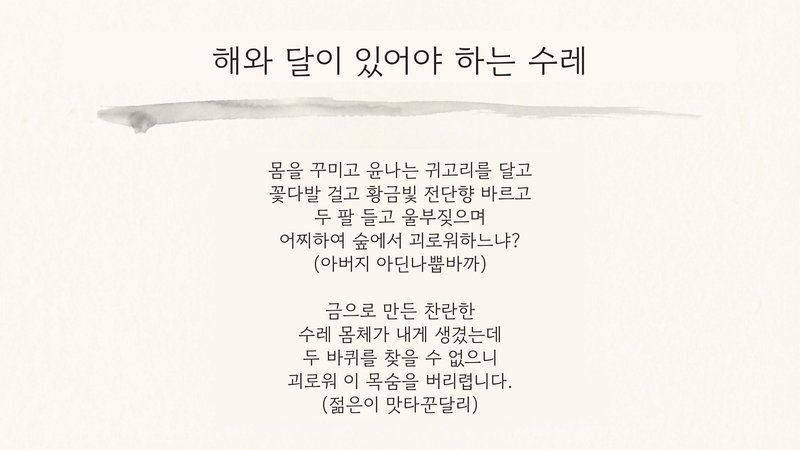 해와 달이 있어야 하는 수레
몸을 꾸미고 윤나는 귀고리를 달고
꽃다발 걸고 황금빛 전단향 바르고
두 팔 들고 울부짖으며
어찌하여 숲에서 괴로워하느냐?
(아버지 아딘나뿝바까)
금으로 만든 찬란한
수레 몸체가 내게 생겼는데
두 바퀴를 찾을 수 없으니
괴로워 이 목숨을 버리렵니다.
(젊은이 맛타꾼달리)